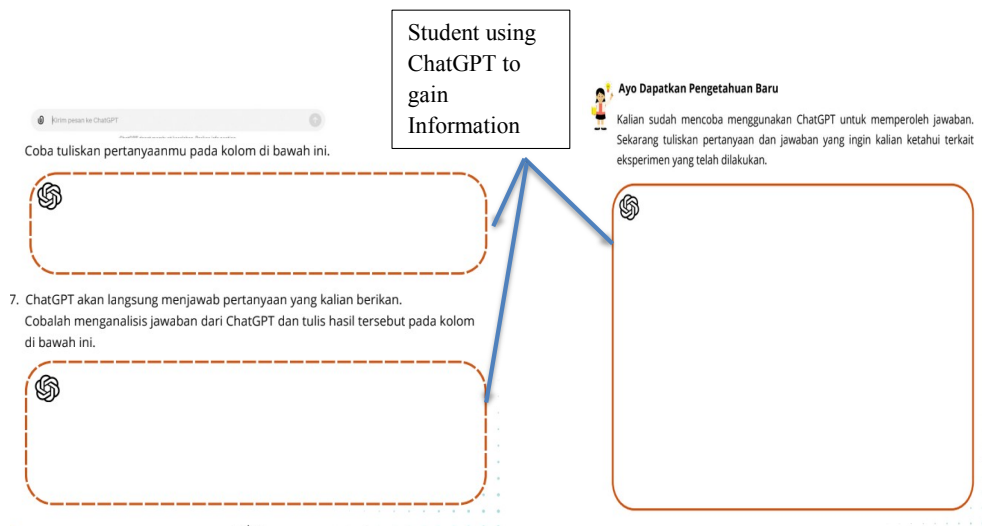 Student using
ChatGPT to
gain
Information
Kirim pesan ke ChatGPT
Coba tuliskan pertanyaanmu pada kolom di bawah ini.
7. ChatGPT akan langsung menjawab pertanyaan yang kalian berikan.
Cobalah menganalisis jawaban dari ChatGPT dan tulis hasil tersebut pada kolom
di bawah ini.
Ayo Dapatkan Pengetahuan Baru
Kalian sudah mencoba menggunakan ChatGPT untuk memperoleh jawaban.
Sekarang tuliskan pertanyaan dan jawaban yang ingin kalian ketahui terkait
eksperimen yang telah dilakukan.